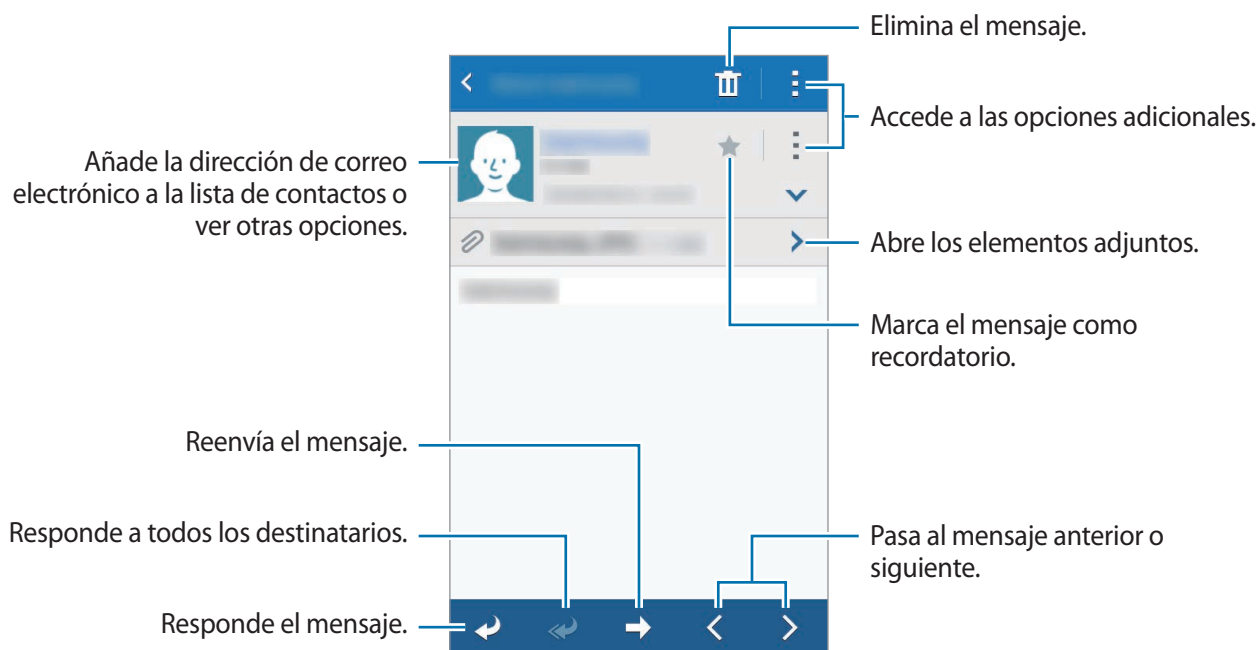 Elimina el mensaje.
Accede a las opciones adicionales.
Añade la dirección de correo
electrónico a la lista de contactos o
ver otras opciones.
Abre los elementos adjuntos.
Marca el mensaje como
recordatorio.
Reenvía el mensaje.
Responde a todos los destinatarios.
Pasa al mensaje anterior o
siguiente.
Responde el mensaje.